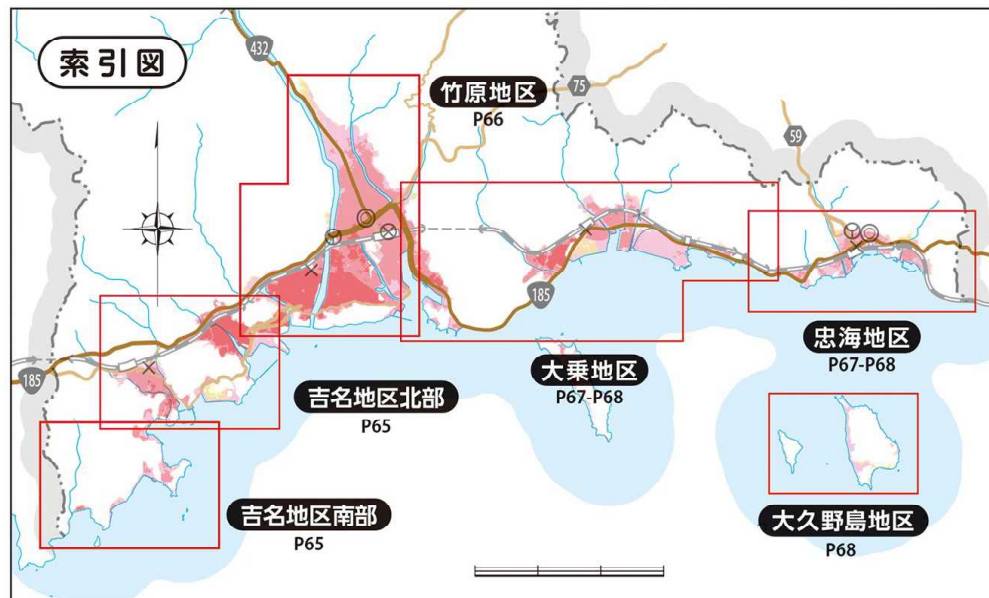 索引図
432
竹原地区
P66
75
59
185
忠海地区
P67-P68
大乗地区
P67-P68
吉名地区北部
P65
185
吉名地区南部
P65
大久野島地区
P68